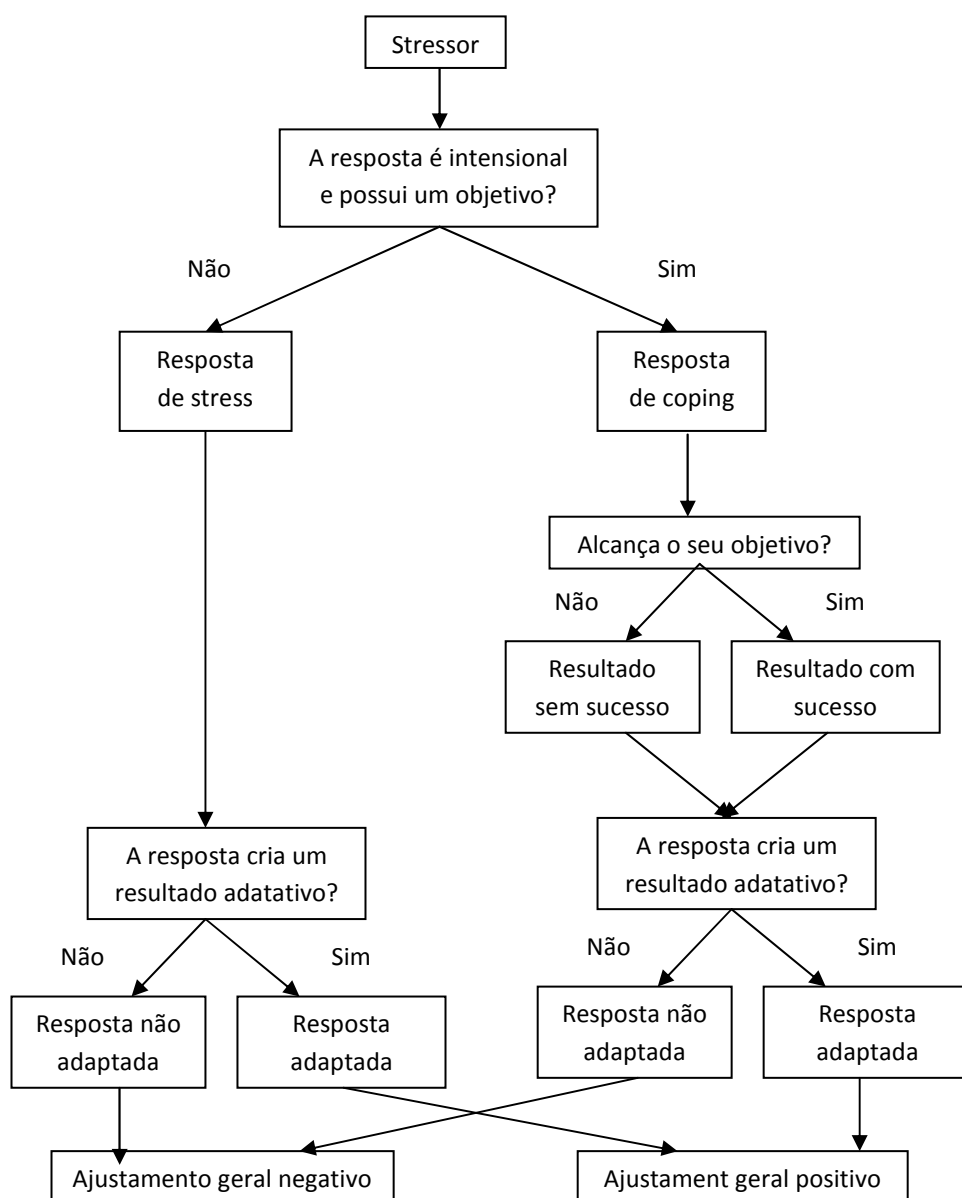 Stressor
A resposta é intensional
e possui um objetivo?
Não
Sim
Resposta
de stress
Resposta
de coping
Alcança o seu objetivo?
Não
Sim
Resultado
sem sucesso
Resultado com
sucesso
A resposta cria um
resultado adatativo?
A resposta cria um
resultado adatativo?
Não
Sim
Não
Sim
Resposta não
adaptada
Resposta
adaptada
Resposta não
adaptada
Resposta
adaptada
Ajustamento geral negativo
Ajustament geral positivo